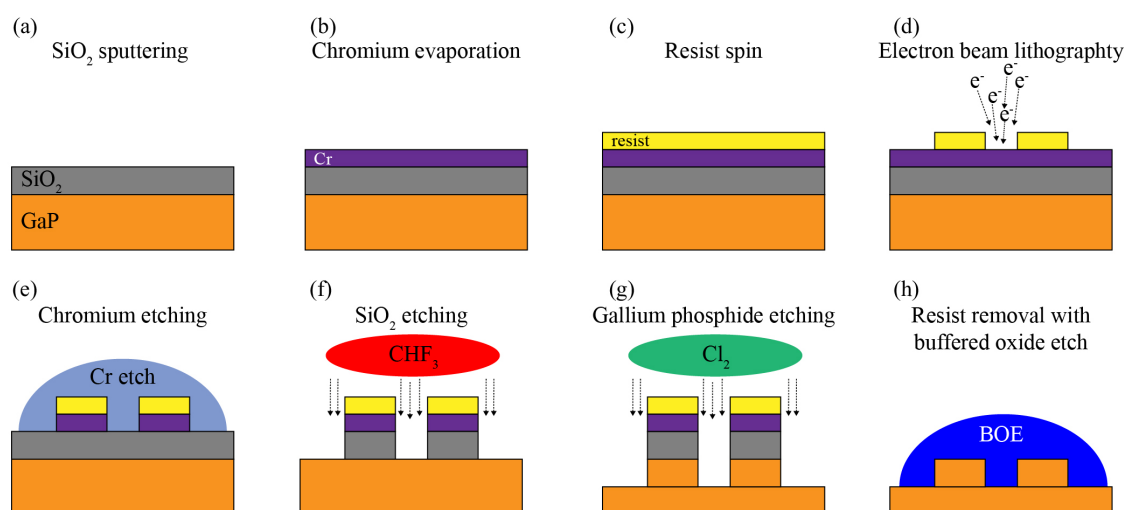 (a)
SiO₂ sputtering
SiO₂
GaP
(b)
Chromium evaporation
Cr
(c)
Resist spin
resist
(d)
Electron beam lithographty
e⁻
e⁻
e⁻
e⁻
e⁻
(e)
Chromium etching
Cr etch
(f)
SiO₂ etching
CHF₃
(g)
Gallium phosphide etching
Cl₂
(h)
Resist removal with
buffered oxide etch
BOE